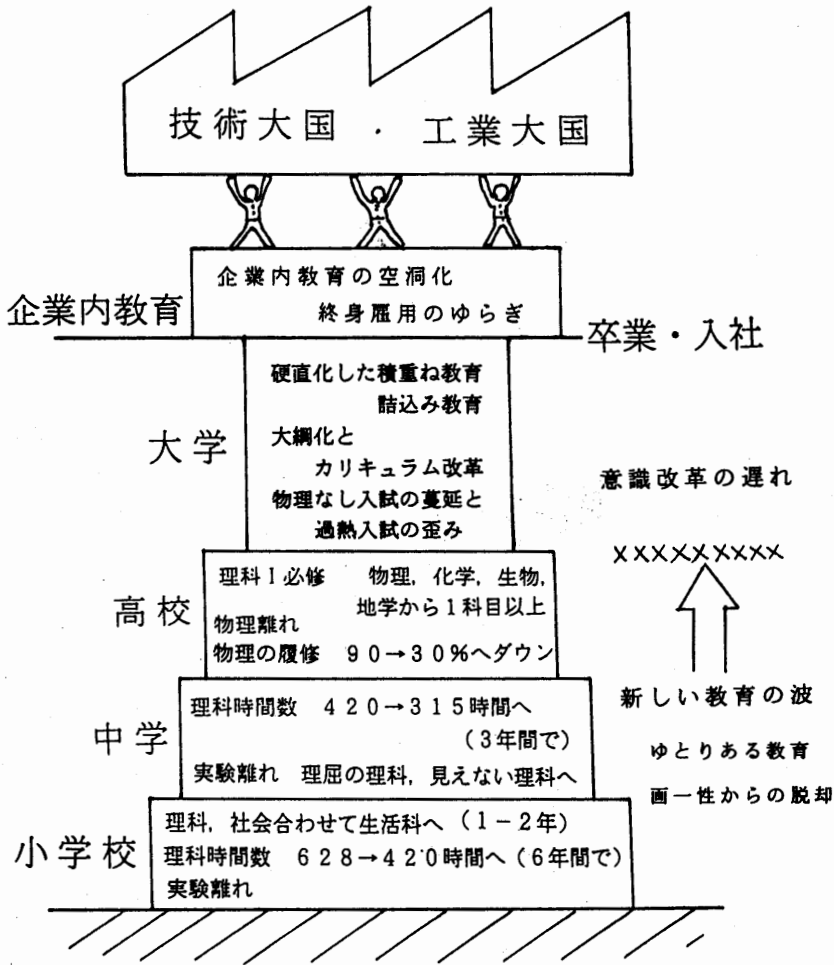 技術大国 . 工業大国
企業内教育の空洞化
終身雇用のゆらぎ
企業内教育
卒業・入社
硬直化した積重ね教育
詰込み教育
大学
大綱化と
カリキュラム改革
物理なし入試の蔓延と
過熱入試の歪み
意識改革の遅れ
×××××××××
理科Ⅰ必修 物理，化学，生物，
地学から1科目以上
高校
物理離れ
物理の履修 90→30%へダウン
新しい教育の波
ゆとりある教育
画一性からの脱却
理科時間数 420→315時間へ
(3年間で)
中学
実験離れ 理屈の理科，見えない理科へ
理科，社会合わせて生活科へ (1－2年)
小学校
理科時間数 628→420時間へ(6年間で)
実験離れ